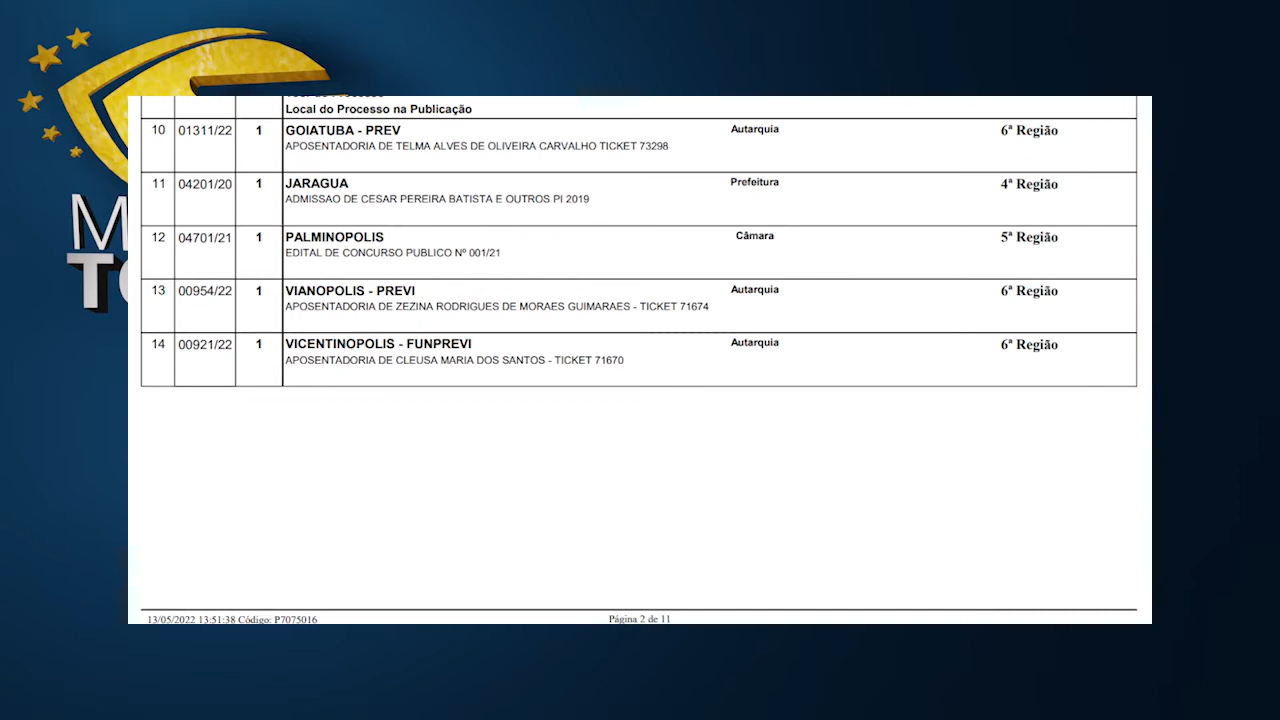 Local do Processo na Publicação
10 01311/22 1 GOIATUBA - PREV Autarquia 6ª Região
APOSENTADORIA DE TELMA ALVES DE OLIVEIRA CARVALHO TICKET 73298
11 04201/20 1 JARAGUA Prefeitura 4ª Região
ADMISSAO DE CESAR PEREIRA BATISTA E OUTROS PI 2019
12 04701/21 1 PALMINOPOLIS Câmara 5ª Região
EDITAL DE CONCURSO PUBLICO Nº 001/21
13 00954/22 1 VIANOPOLIS - PREVI Autarquia 6ª Região
APOSENTADORIA DE ZEZINA RODRIGUES DE MORAES GUIMARAES - TICKET 71674
14 00921/22 1 VICENTINOPOLIS - FUNPREVI Autarquia 6ª Região
APOSENTADORIA DE CLEUSA MARIA DOS SANTOS - TICKET 71670
13/05/2022 13:51:38 Código: P7075016 Página 2 de 11